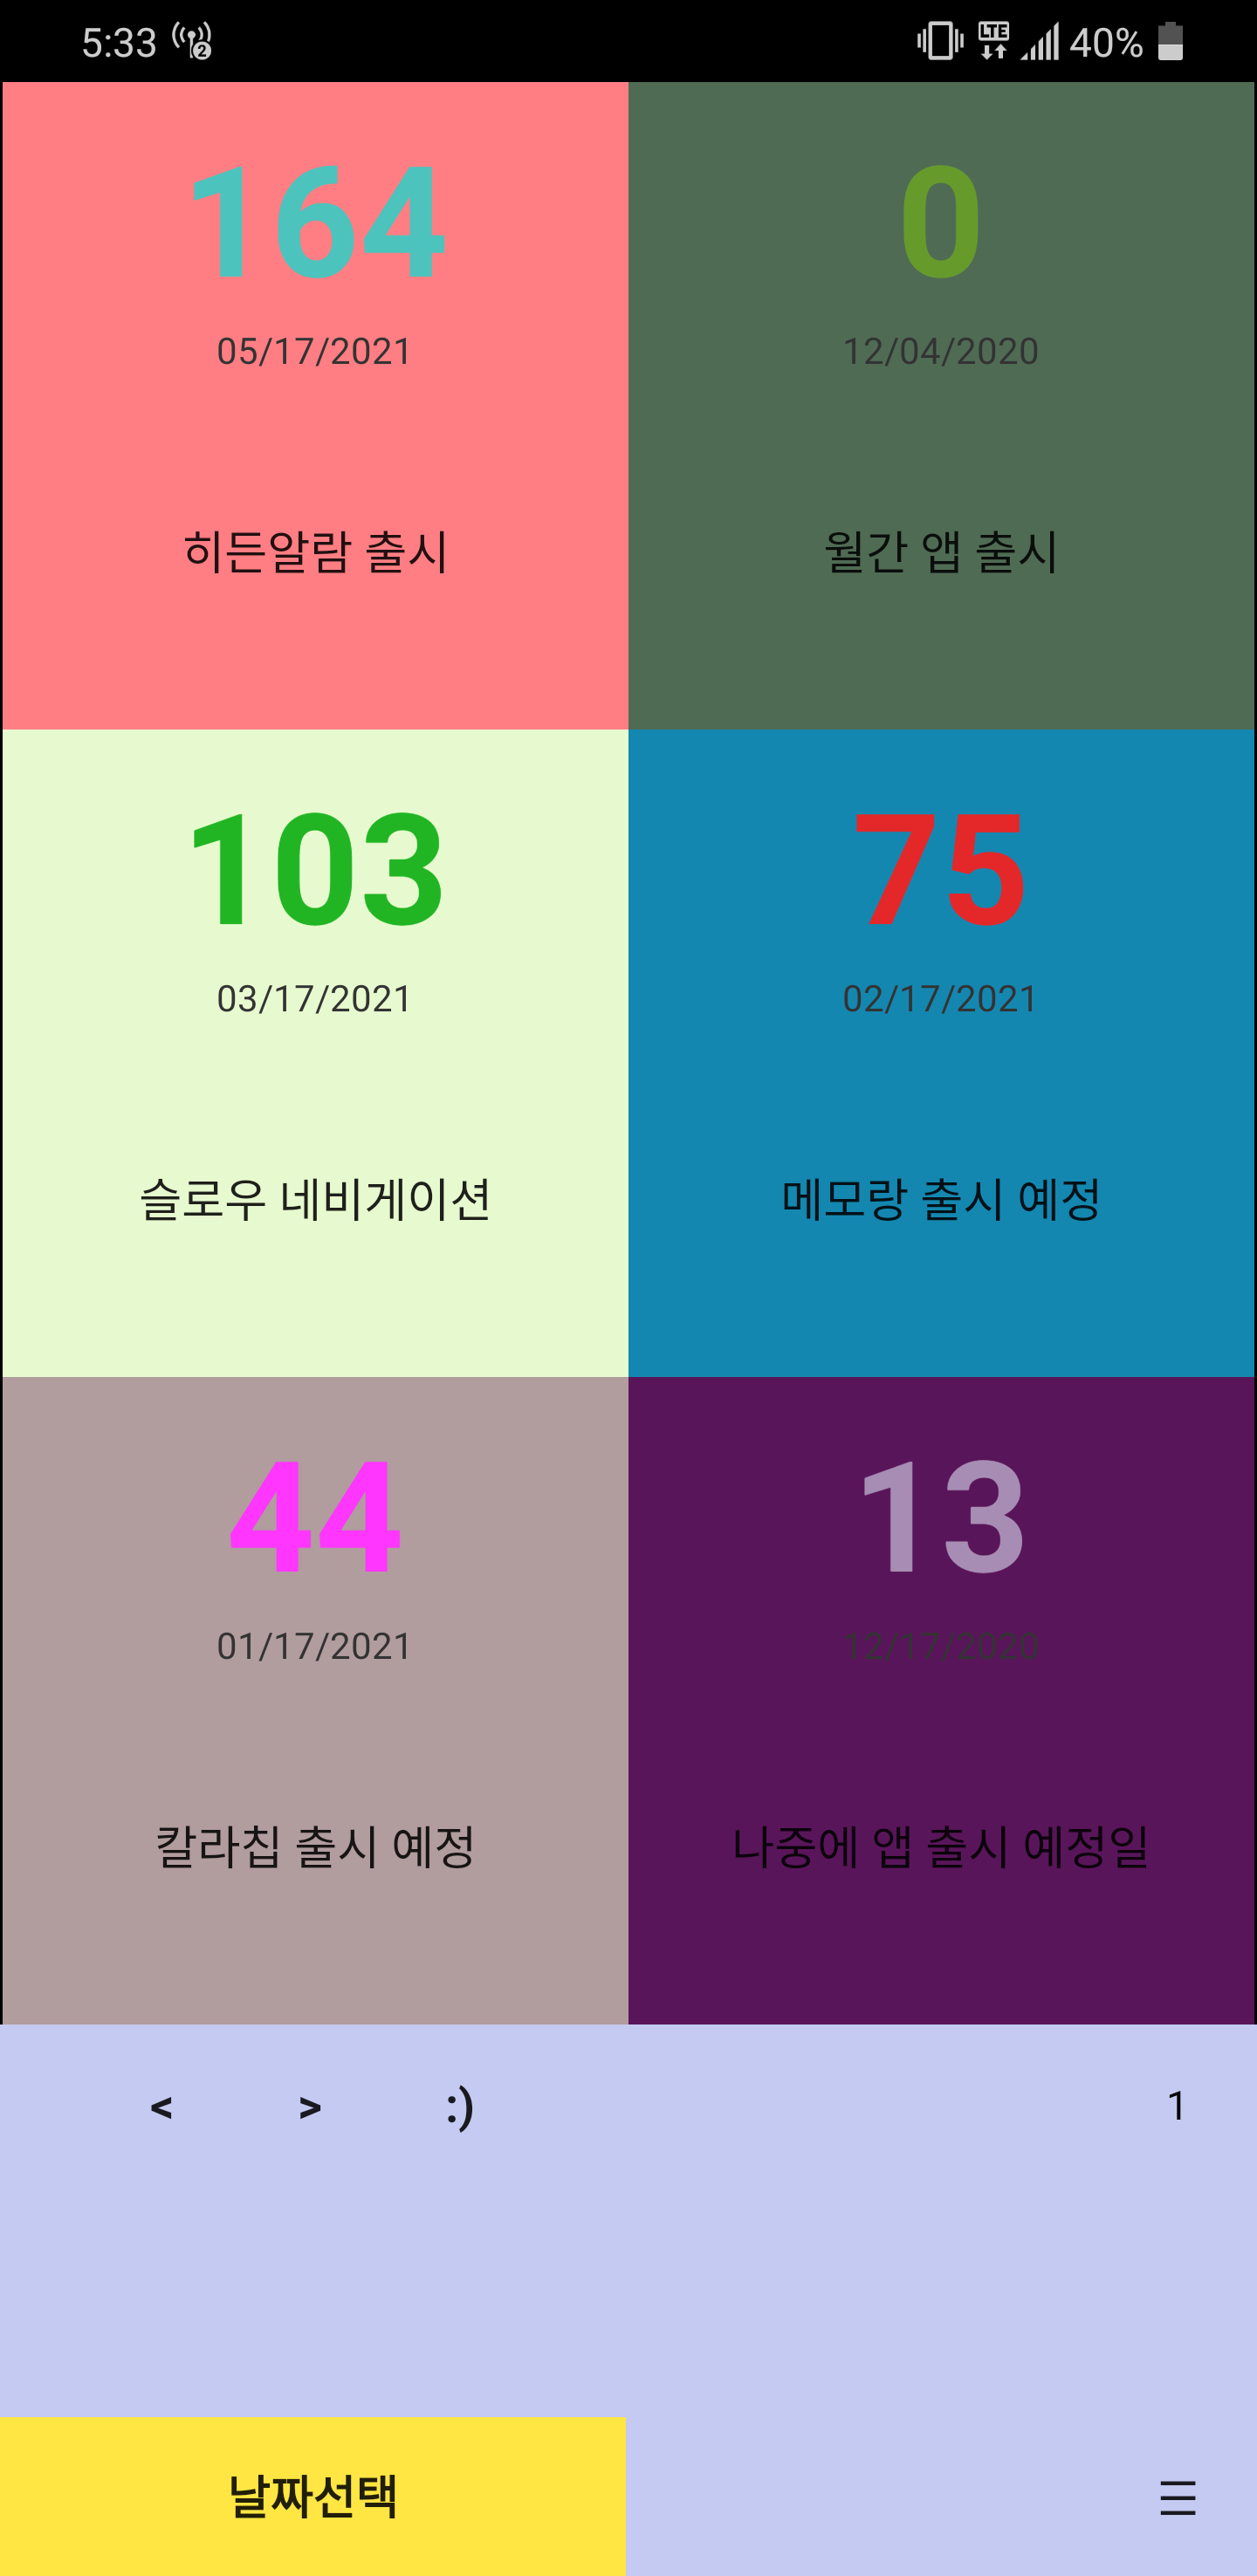 5:33 2 LTE 40%
164
05/17/2021
히든알람 출시
0
12/04/2020
월간 앱 출시
103
03/17/2021
슬로우 네비게이션
75
02/17/2021
메모랑 출시 예정
44
01/17/2021
칼라칩 출시 예정
13
12/17/2020
나중에 앱 출시 예정일
< > :) 1
날짜선택 ☰